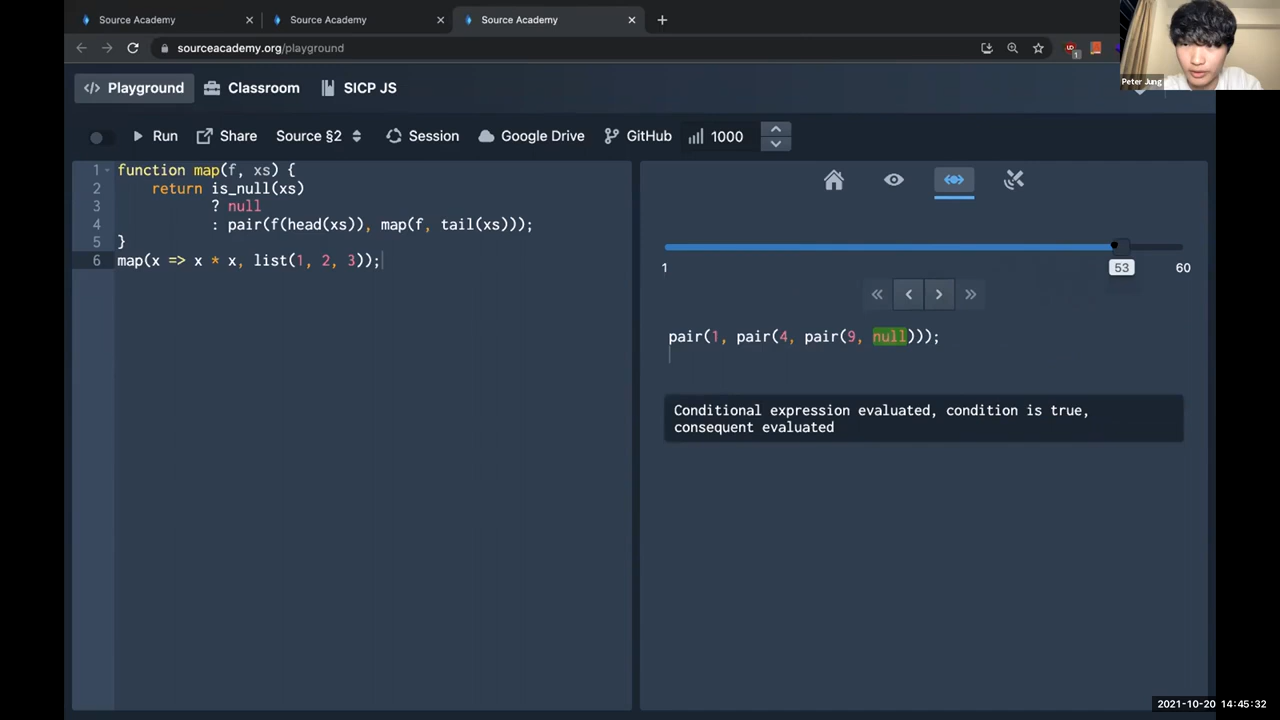 Source Academy
Source Academy
Source Academy
sourceacademy.org/playground
1
Peter Jung
Playground
Classroom
SICP JS
Run
Share
Source §2
Session
Google Drive
GitHub
1000
1 function map(f, xs) {
2 return is_null(xs)
3 ? null
4 : pair(f(head(xs)), map(f, tail(xs)));
5 }
6 map(x => x * x, list(1, 2, 3));
1
53
60
pair(1, pair(4, pair(9, null)));
Conditional expression evaluated, condition is true,
consequent evaluated
2021-10-20 14:45:32